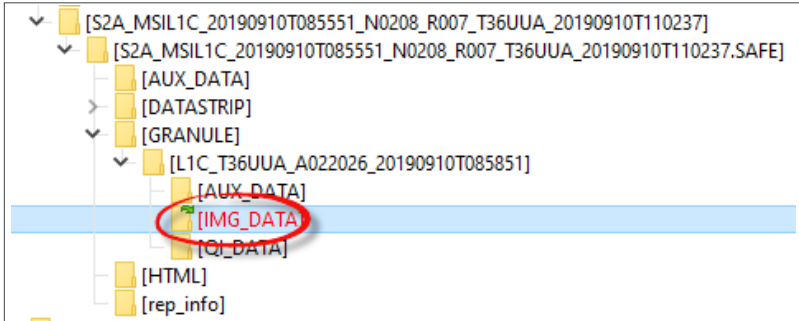 [S2A_MSIL1C_20190910T085551_N0208_R007_T36UUA_20190910T110237]
[S2A_MSIL1C_20190910T085551_N0208_R007_T36UUA_20190910T110237.SAFE]
[AUX_DATA]
[DATASTRIP]
[GRANULE]
[L1C_T36UUA_A022026_20190910T085851]
[AUX_DATA]
[IMG_DATA]
[QI_DATA]
[HTML]
[rep_info]